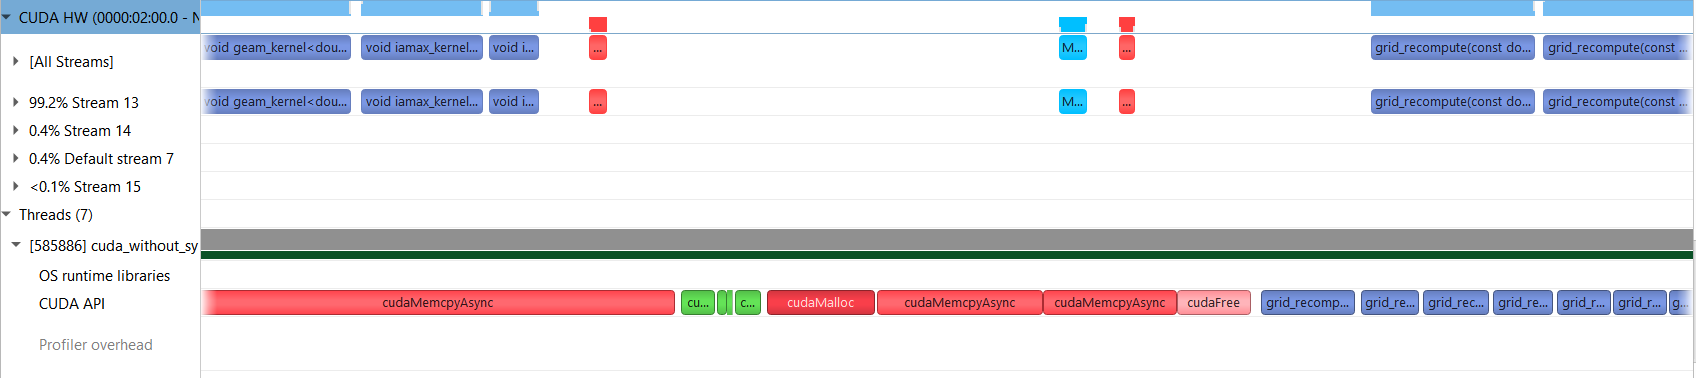 CUDA HW (0000:02:00.0 - N
[All Streams]
void geam_kernel<dou... void iamax_kernel... void i... ... M... ... grid_recompute(const do... grid_recompute(const ...
99.2% Stream 13
void geam_kernel<dou... void iamax_kernel... void i... ... M... ... grid_recompute(const do... grid_recompute(const ...
0.4% Stream 14
0.4% Default stream 7
<0.1% Stream 15
Threads (7)
[585886] cuda_without_sy
OS runtime libraries
CUDA API
cudaMemcpyAsync cu... c... cudaMalloc cudaMemcpyAsync cudaMemcpyAsync cudaFree grid_recomp... grid_re... grid_rec... grid_re... grid_r... grid_r... g...
Profiler overhead